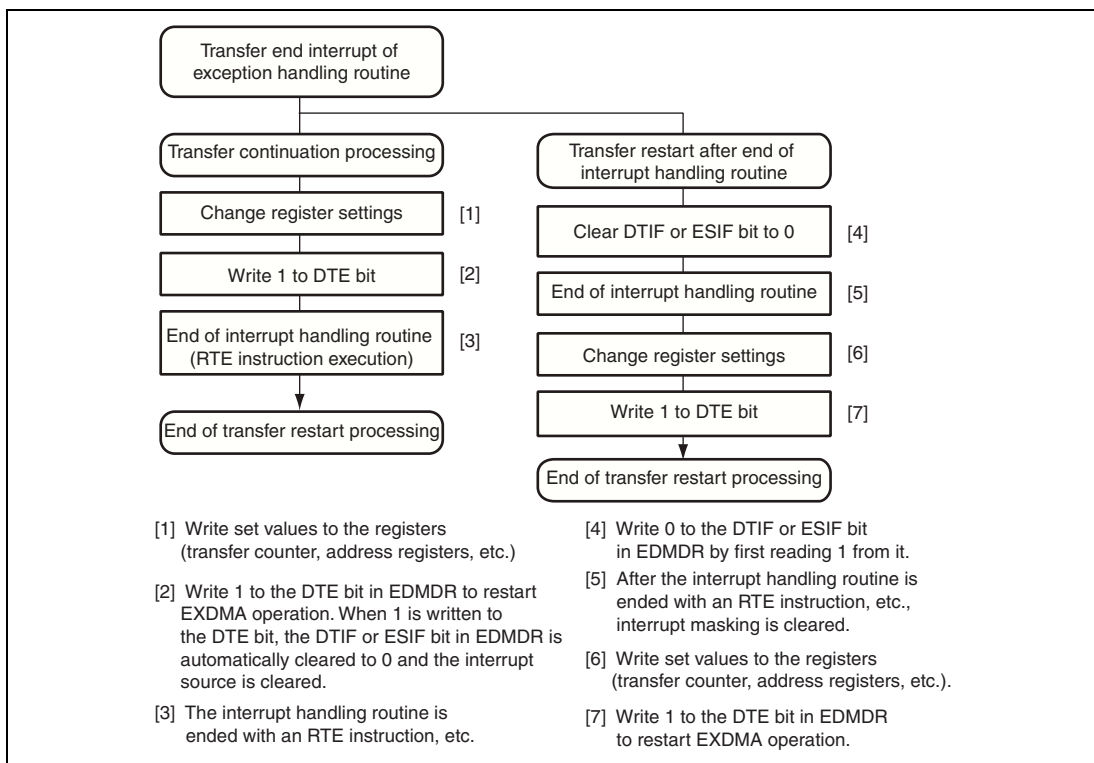 Transfer end interrupt of
exception handling routine
Transfer continuation processing
Change register settings [1]
Write 1 to DTE bit [2]
End of interrupt handling routine
(RTE instruction execution) [3]
End of transfer restart processing
Transfer restart after end of
interrupt handling routine
Clear DTIF or ESIF bit to 0 [4]
End of interrupt handling routine [5]
Change register settings [6]
Write 1 to DTE bit [7]
End of transfer restart processing
[1] Write set values to the registers
(transfer counter, address registers, etc.)
[2] Write 1 to the DTE bit in EDMDR to restart
EXDMA operation. When 1 is written to
the DTE bit, the DTIF or ESIF bit in EDMDR is
automatically cleared to 0 and the interrupt
source is cleared.
[3] The interrupt handling routine is
ended with an RTE instruction, etc.
[4] Write 0 to the DTIF or ESIF bit
in EDMDR by first reading 1 from it.
[5] After the interrupt handling routine is
ended with an RTE instruction, etc.,
interrupt masking is cleared.
[6] Write set values to the registers
(transfer counter, address registers, etc.).
[7] Write 1 to the DTE bit in EDMDR
to restart EXDMA operation.